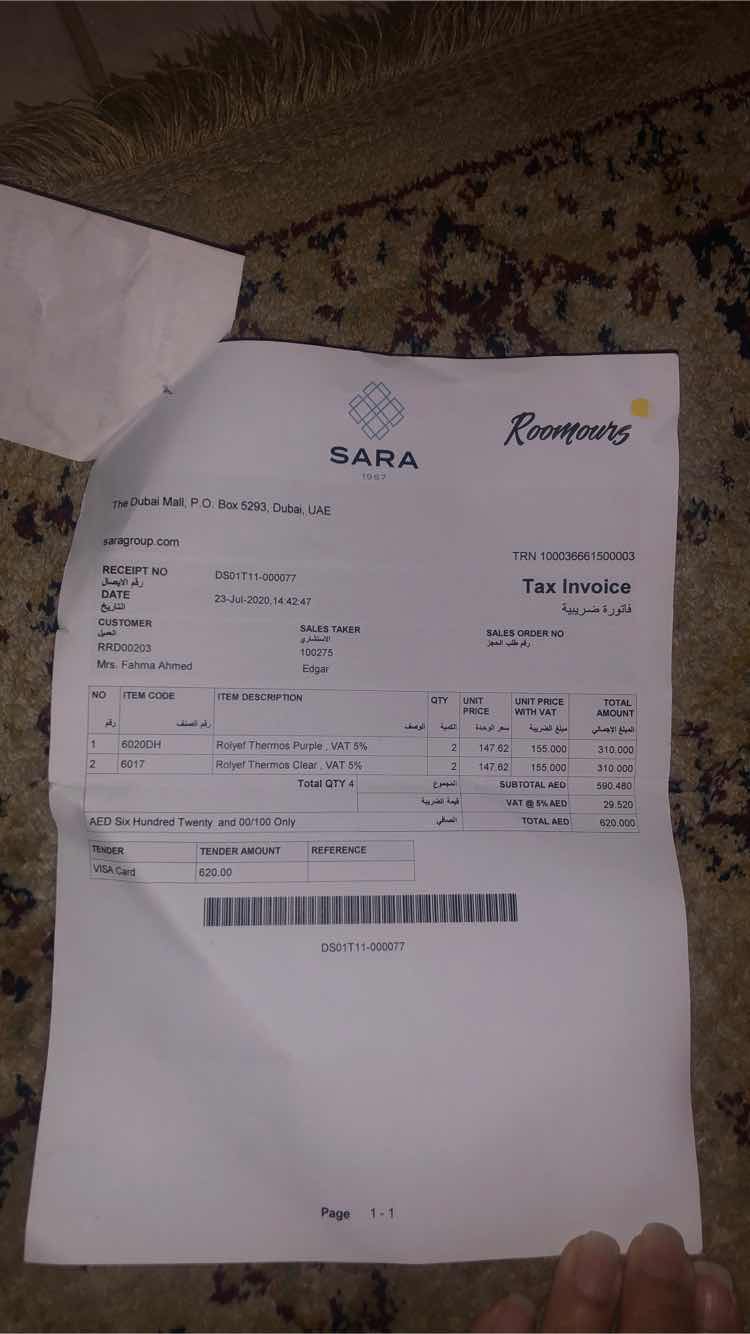 SARA
1967
Roomours
The Dubai Mall, P.O. Box 5293, Dubai, UAE
saragroup.com
TRN 100036661500003
RECEIPT NO DS01T11-000077
رقم الايصال
Tax Invoice
DATE 23-Jul-2020,14:42:47
التاريخ
فاتورة ضريبية
CUSTOMER SALES TAKER SALES ORDER NO
العميل الاستشاري رقم طلب الحجز
RRD00203 100275
Mrs. Fahma Ahmed Edgar
NO ITEM CODE ITEM DESCRIPTION QTY UNIT PRICE UNIT PRICE WITH VAT TOTAL AMOUNT
رقم رقم الصنف الوصف الكمية سعر الوحدة مبلغ الضريبة المبلغ الاجمالي
1 6020DH Rolyef Thermos Purple , VAT 5% 2 147.62 155.000 310.000
2 6017 Rolyef Thermos Clear , VAT 5% 2 147.62 155.000 310.000
Total QTY 4 المجموع SUBTOTAL AED 590.480
قيمة الضريبة VAT @ 5% AED 29.520
AED Six Hundred Twenty and 00/100 Only الصافي TOTAL AED 620.000
TENDER TENDER AMOUNT REFERENCE
VISA Card 620.00
DS01T11-000077
Page 1 - 1